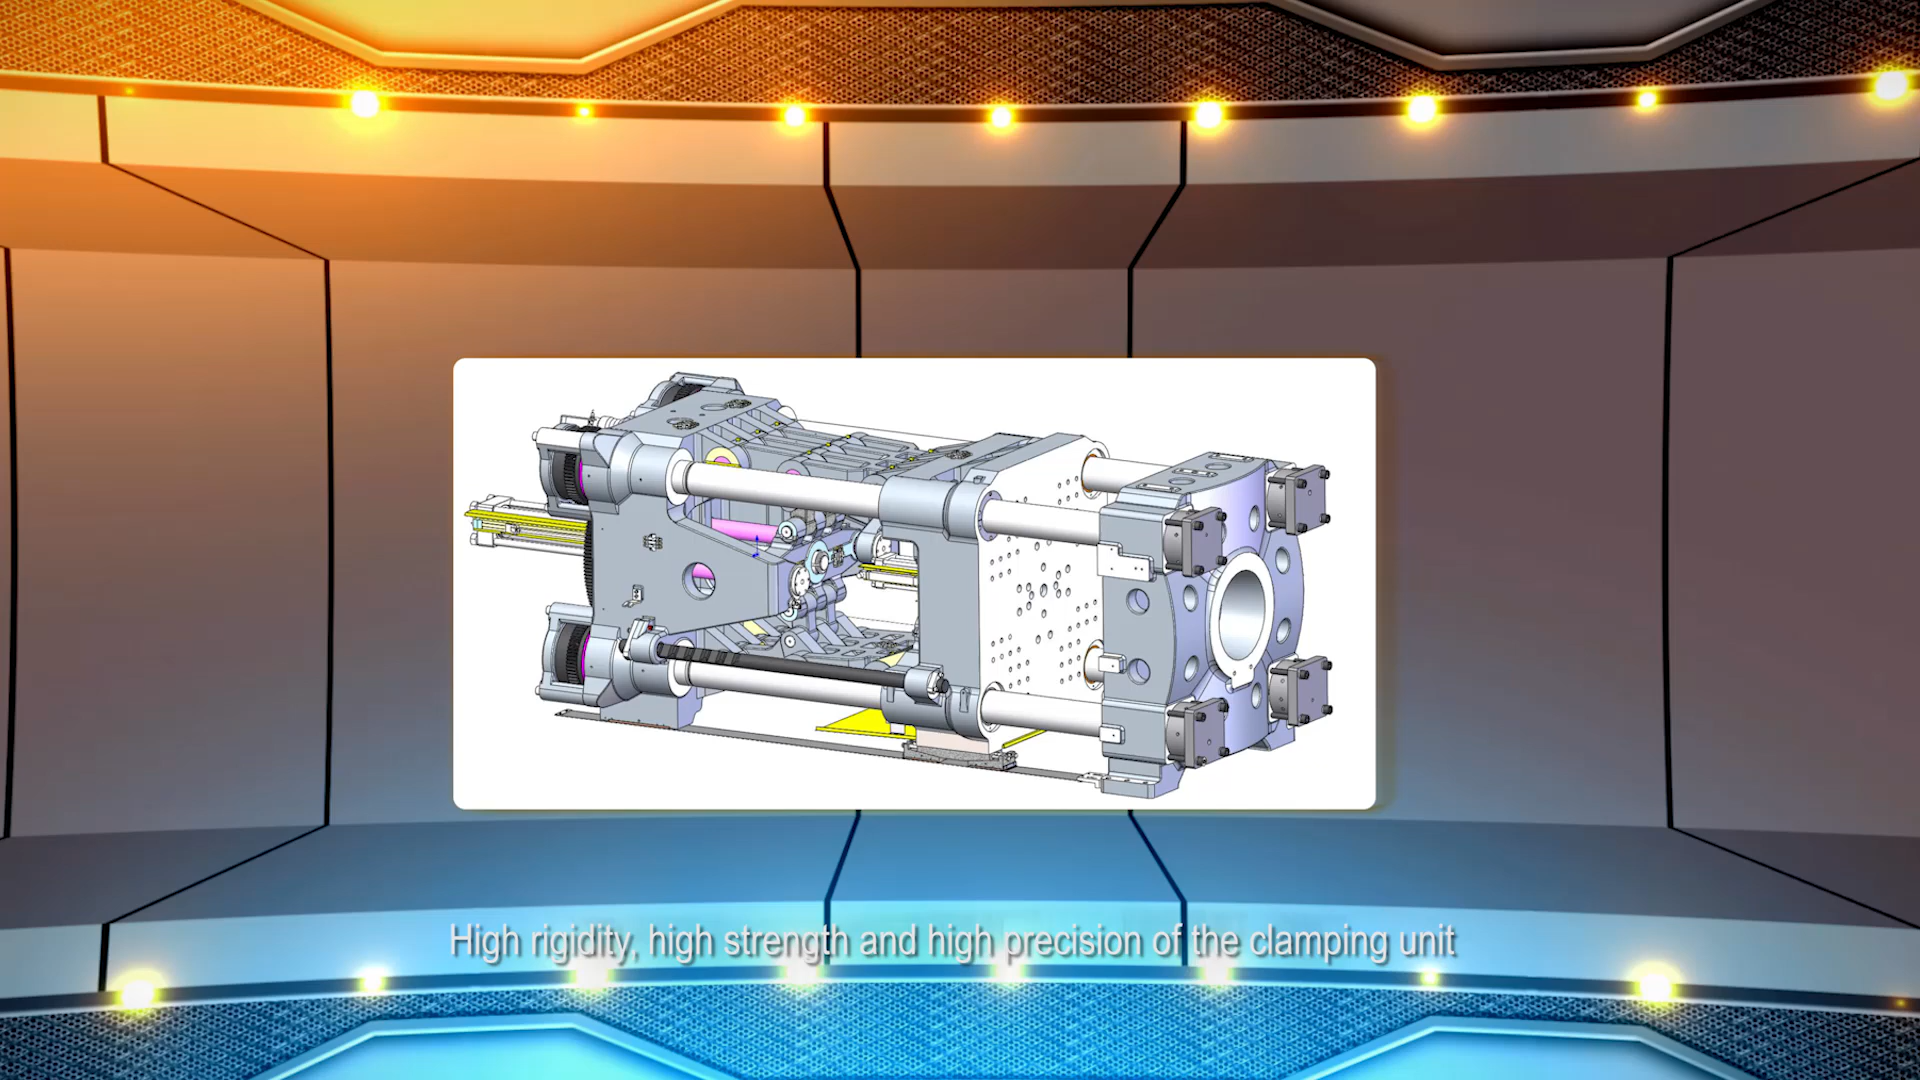 High rigidity, high strength and high precision of the clamping unit